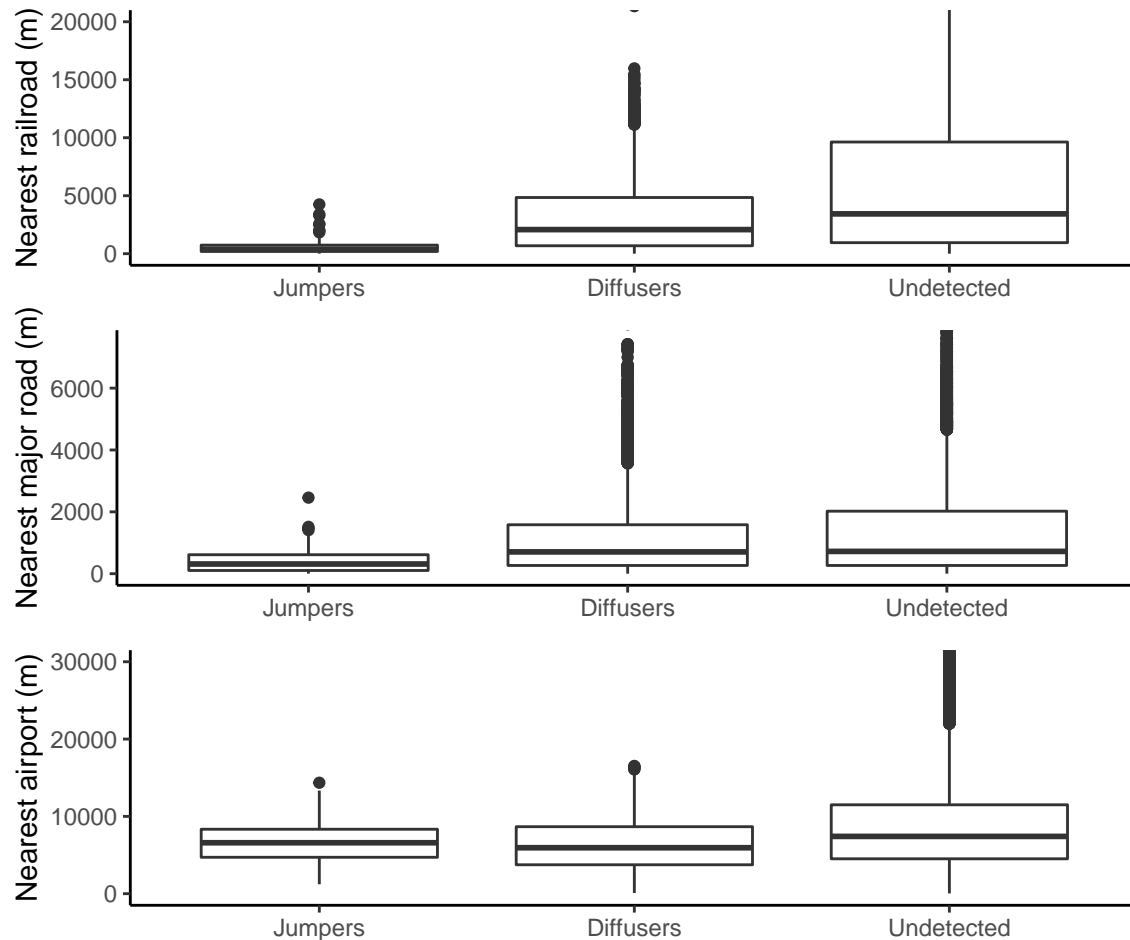 Nearest railroad (m)
20000
15000
10000
5000
0
Jumpers Diffusers Undetected
Nearest major road (m)
6000
4000
2000
0
Jumpers Diffusers Undetected
Nearest airport (m)
30000
20000
10000
0
Jumpers Diffusers Undetected